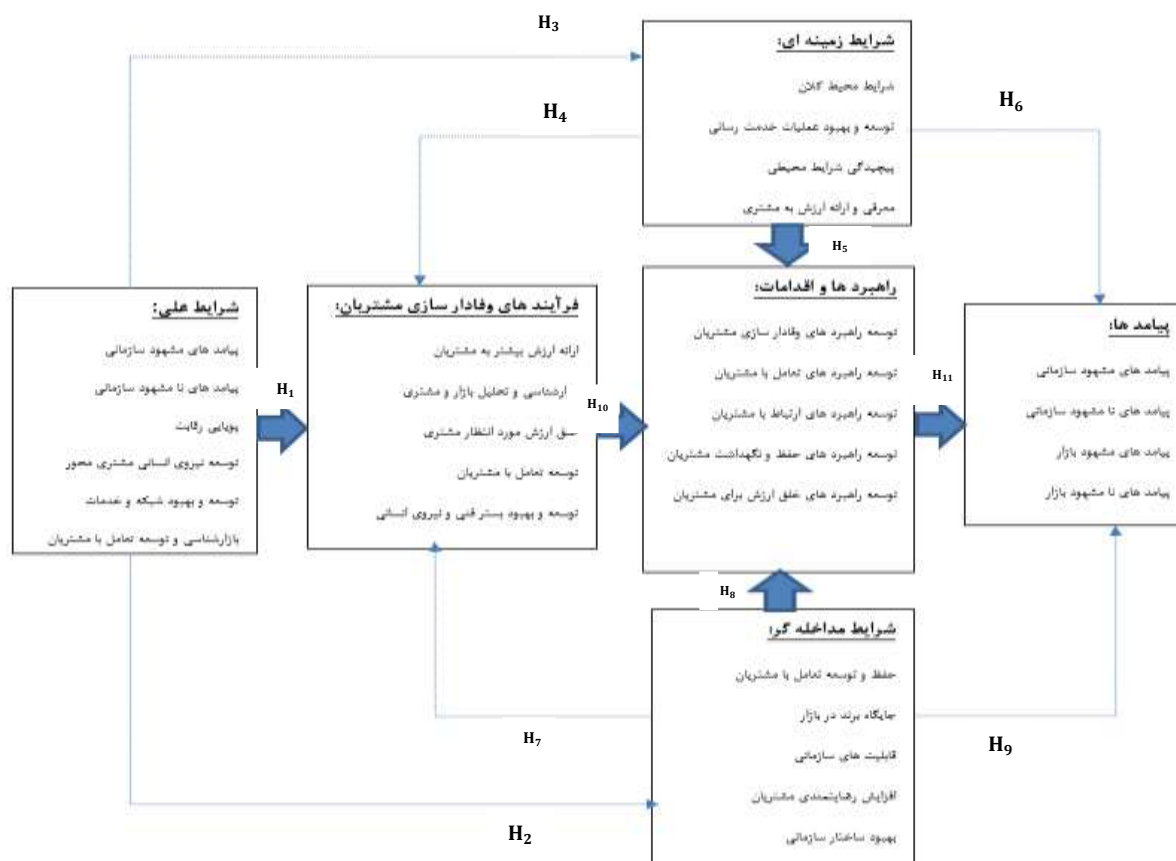 H3
شرایط زمینه ای:
شرایط محیط کلان
توسعه و بهبود عملیات خدمت رسانی
پیچیدگی شرایط محیطی
معرفی و ارائه ارزش به مشتری
H4
H6
H5
شرایط علی:
پیامد های مشهود سازمانی
پیامد های نا مشهود سازمانی
پویایی رقابت
توسعه نیروی انسانی مشتری محور
توسعه و بهبود شبکه و خدمات
بازارشناسی و توسعه تعامل با مشتریان
H1
فرآیند های وفادار سازی مشتریان:
ارائه ارزش بیشتر به مشتریان
ارشناسی و تحلیل بازار و مشتری
ـلق ارزش مورد انتظار مشتری
توسعه تعامل با مشتریان
توسعه و بهبود بستر فنی و نیروی انسانی
H10
راهبرد ها و اقدامات:
توسعه راهبرد های وفادار سازی مشتریان
توسعه راهبرد های تعامل با مشتریان
توسعه راهبرد های ارتباط با مشتریان
توسعه راهبرد های حفظ و نگهداشت مشتریان
توسعه راهبرد های خلق ارزش برای مشتریان
H11
پیامد ها:
پیامد های مشهود سازمانی
پیامد های نا مشهود سازمانی
پیامد های مشهود بازار
پیامد های نا مشهود بازار
H8
شرایط مداخله گر:
حفظ و توسعه تعامل با مشتریان
جایگاه برند در بازار
قابلیت های سازمانی
افزایش رضایتمندی مشتریان
بهبود ساختار سازمانی
H7
H9
H2